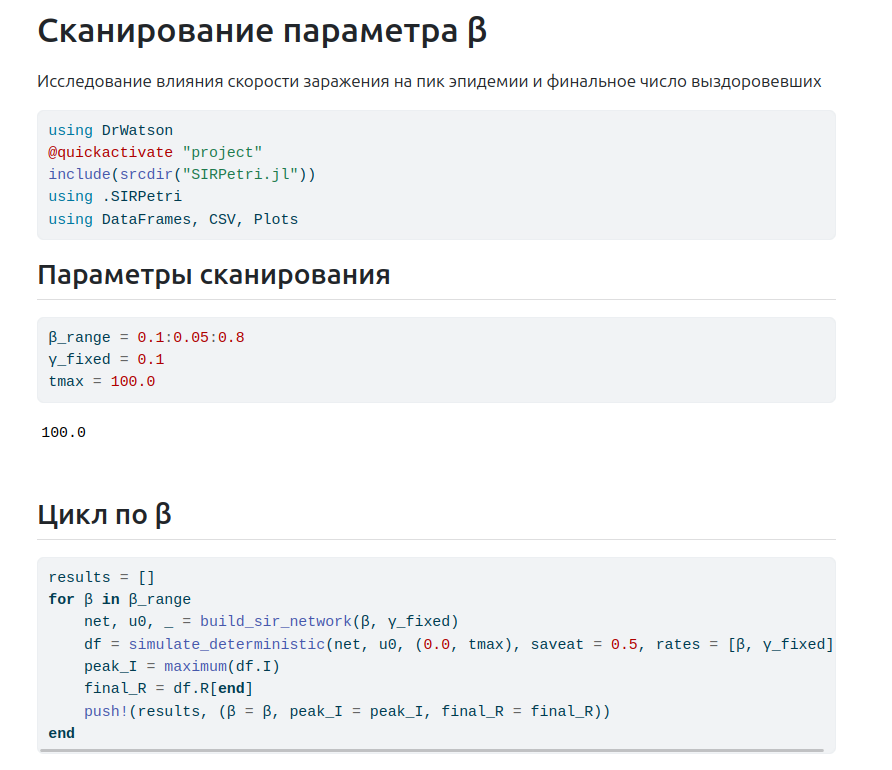 Сканирование параметра β
Исследование влияния скорости заражения на пик эпидемии и финальное число выздоровевших
using DrWatson
@quickactivate "project"
include(srcdir("SIRPetri.jl"))
using .SIRPetri
using DataFrames, CSV, Plots
Параметры сканирования
β_range = 0.1:0.05:0.8
γ_fixed = 0.1
tmax = 100.0
100.0
Цикл по β
results = []
for β in β_range
    net, u0, _ = build_sir_network(β, γ_fixed)
    df = simulate_deterministic(net, u0, (0.0, tmax), saveat = 0.5, rates = [β, γ_fixed]
    peak_I = maximum(df.I)
    final_R = df.R[end]
    push!(results, (β = β, peak_I = peak_I, final_R = final_R))
end